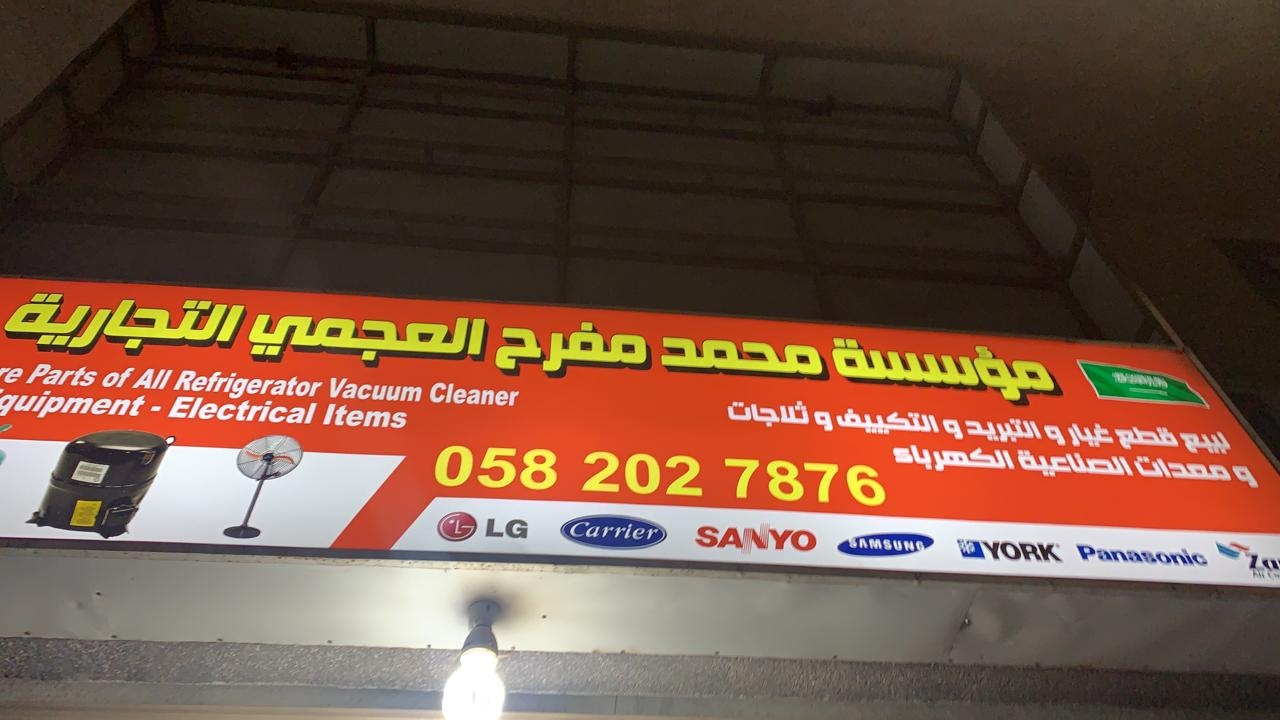 مؤسسة محمد مفرح العجمي التجارية
لبيع قطع غيار و التبريد و التكييف و ثلاجات
و معدات الصناعية الكهرباء
re Parts of All Refrigerator Vacuum Cleaner
Equipment - Electrical Items
058 202 7876
LG Carrier SANYO SAMSUNG YORK Panasonic